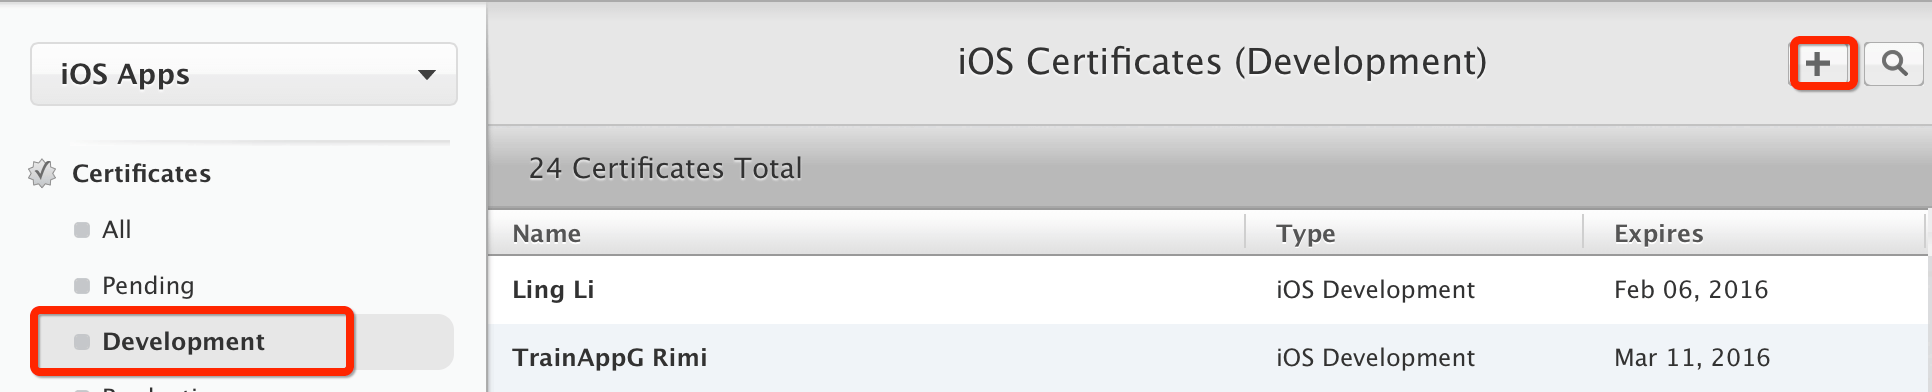 iOS Apps
Certificates
All
Pending
Development
iOS Certificates (Development)
24 Certificates Total
Name Type Expires
Ling Li iOS Development Feb 06, 2016
TrainAppG Rimi iOS Development Mar 11, 2016